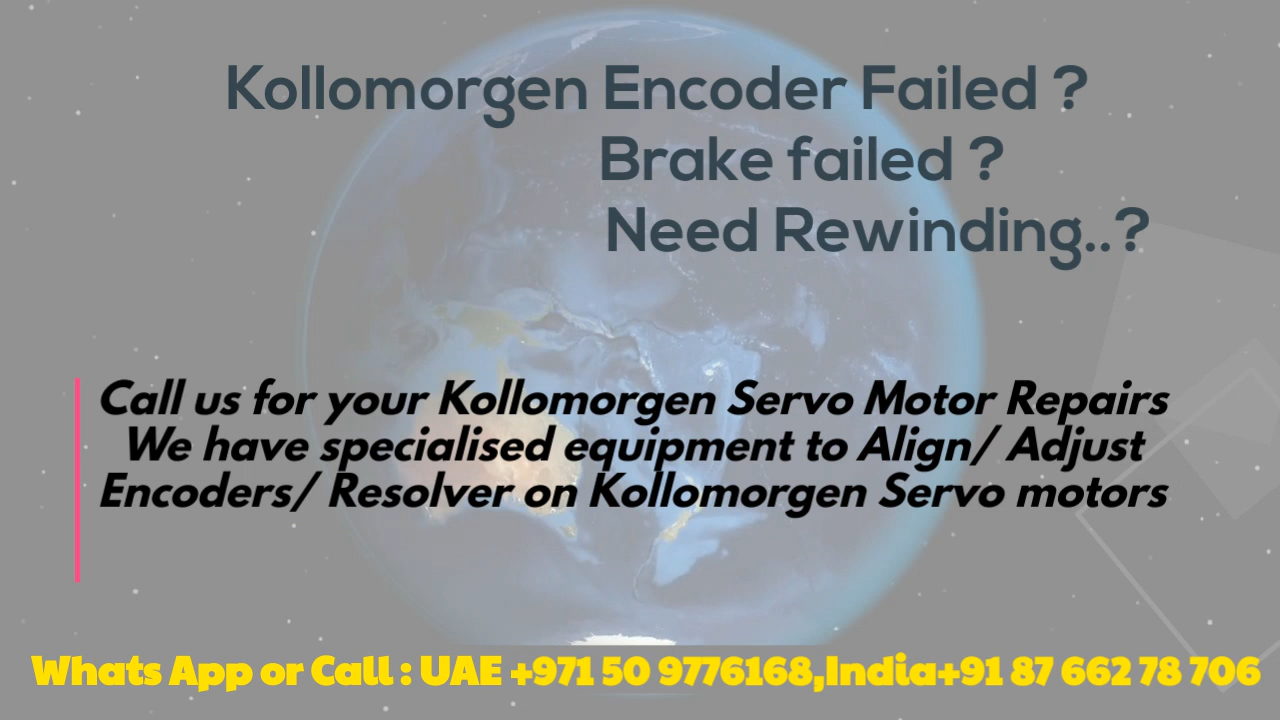 Kollomorgen Encoder Failed ?
Brake failed ?
Need Rewinding..?
Call us for your Kollomorgen Servo Motor Repairs
We have specialised equipment to Align/ Adjust
Encoders/ Resolver on Kollomorgen Servo motors
Whats App or Call : UAE +971 50 9776168,India+91 87 662 78 706